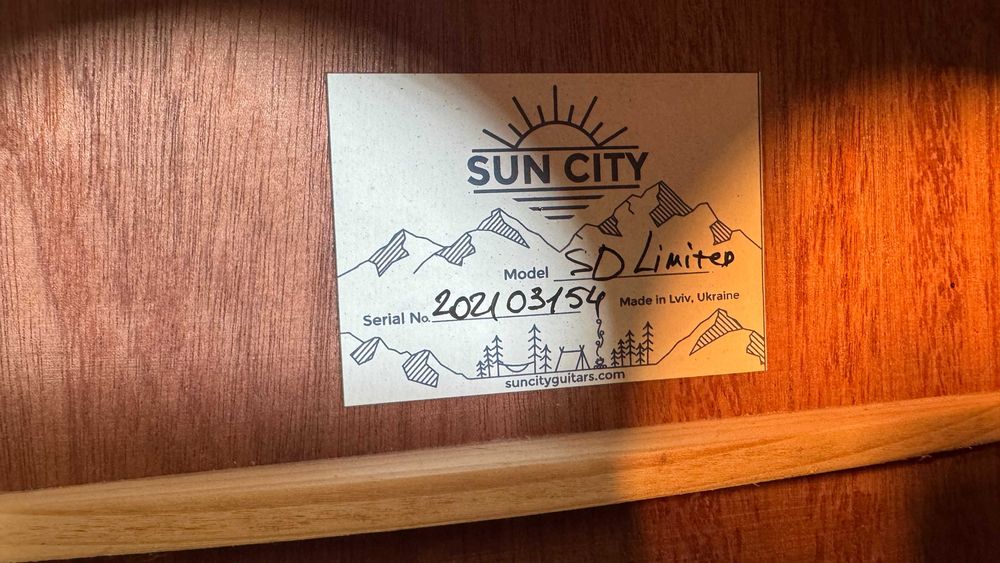 SUN CITY
Model SD Limited
Serial No. 202103154 Made in Lviv, Ukraine
suncityguitars.com